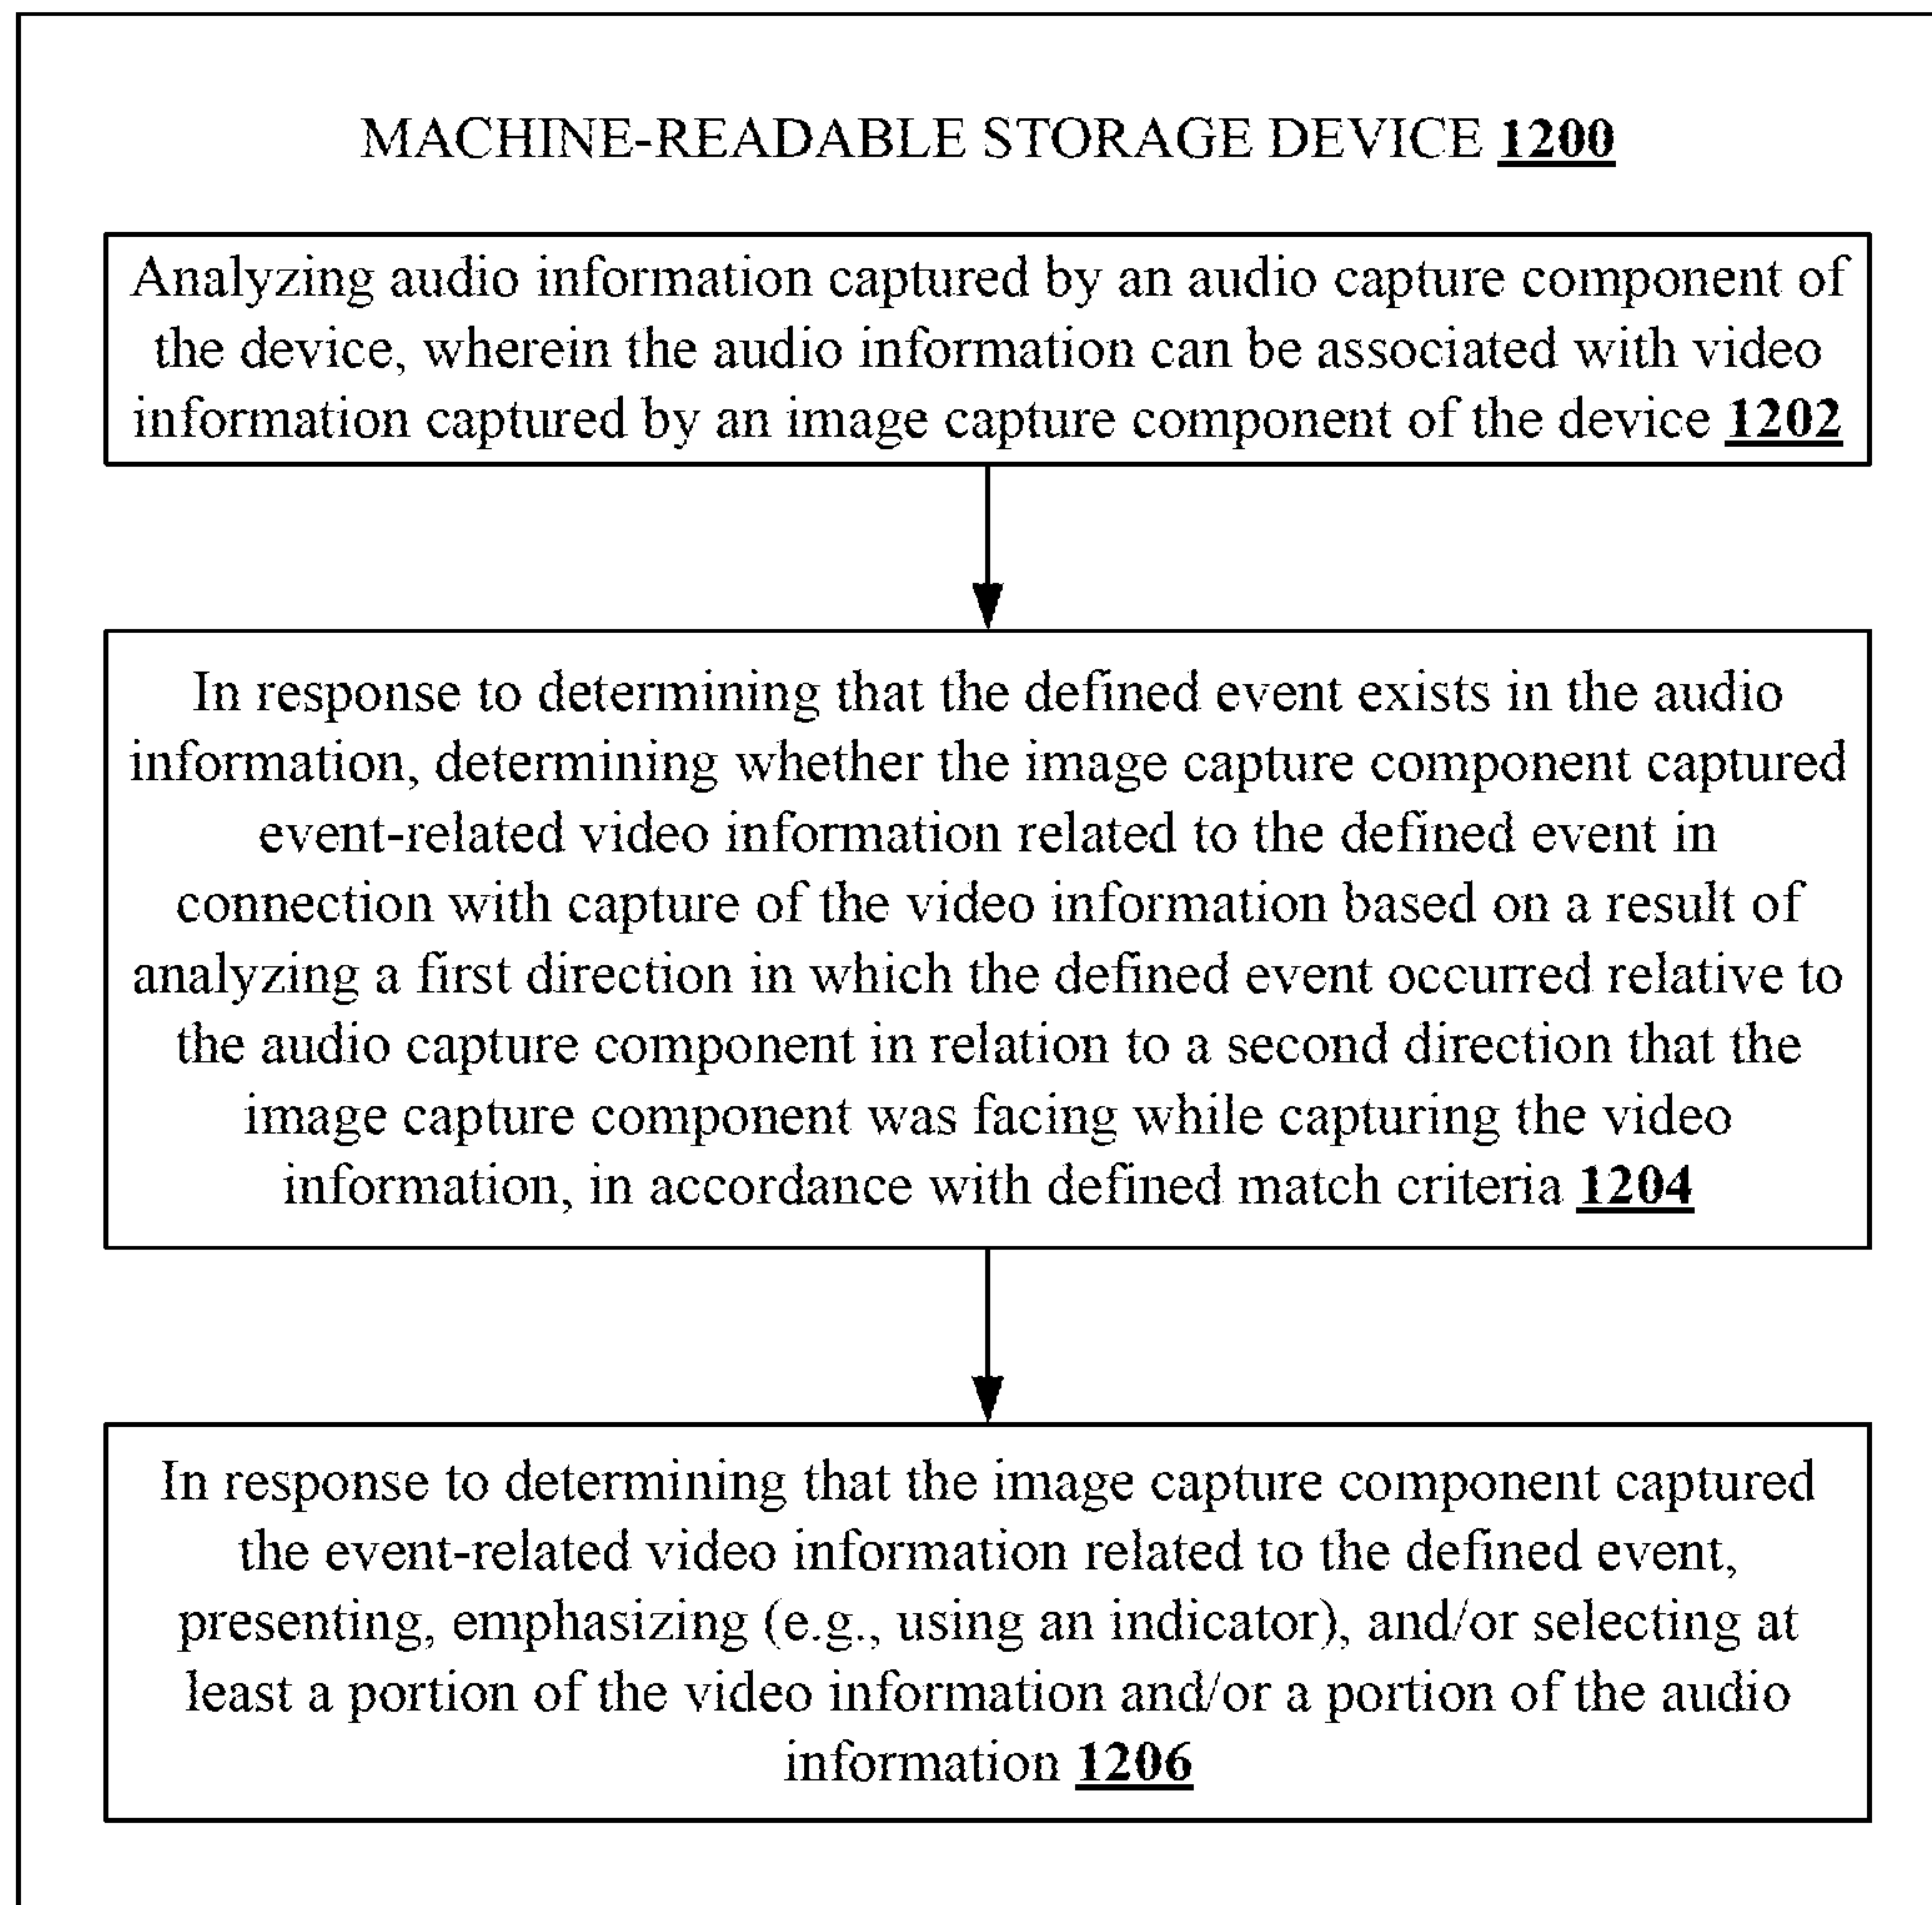 MACHINE-READABLE STORAGE DEVICE 1200
Analyzing audio information captured by an audio capture component of
the device, wherein the audio information can be associated with video
information captured by an image capture component of the device 1202
In response to determining that the defined event exists in the audio
information, determining whether the image capture component captured
event-related video information related to the defined event in
connection with capture of the video information based on a result of
analyzing a first direction in which the defined event occurred relative to
the audio capture component in relation to a second direction that the
image capture component was facing while capturing the video
information, in accordance with defined match criteria 1204
In response to determining that the image capture component captured
the event-related video information related to the defined event,
presenting, emphasizing (e.g., using an indicator), and/or selecting at
least a portion of the video information and/or a portion of the audio
information 1206